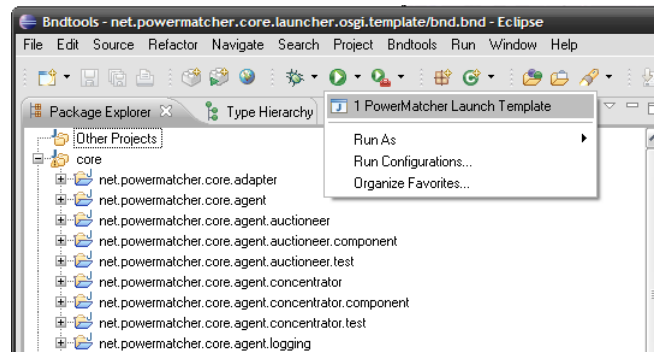 Bndtools - net.powermatcher.core.launcher.osgi.template/bnd.bnd - Eclipse
File Edit Source Refactor Navigate Search Project Bndtools Run Window Help
Package Explorer Type Hierarchy
1 PowerMatcher Launch Template
Run As
Run Configurations...
Organize Favorites...
Other Projects
core
net.powermatcher.core.adapter
net.powermatcher.core.agent
net.powermatcher.core.agent.auctioneer
net.powermatcher.core.agent.auctioneer.component
net.powermatcher.core.agent.auctioneer.test
net.powermatcher.core.agent.concentrator
net.powermatcher.core.agent.concentrator.component
net.powermatcher.core.agent.concentrator.test
net.powermatcher.core.agent.logging